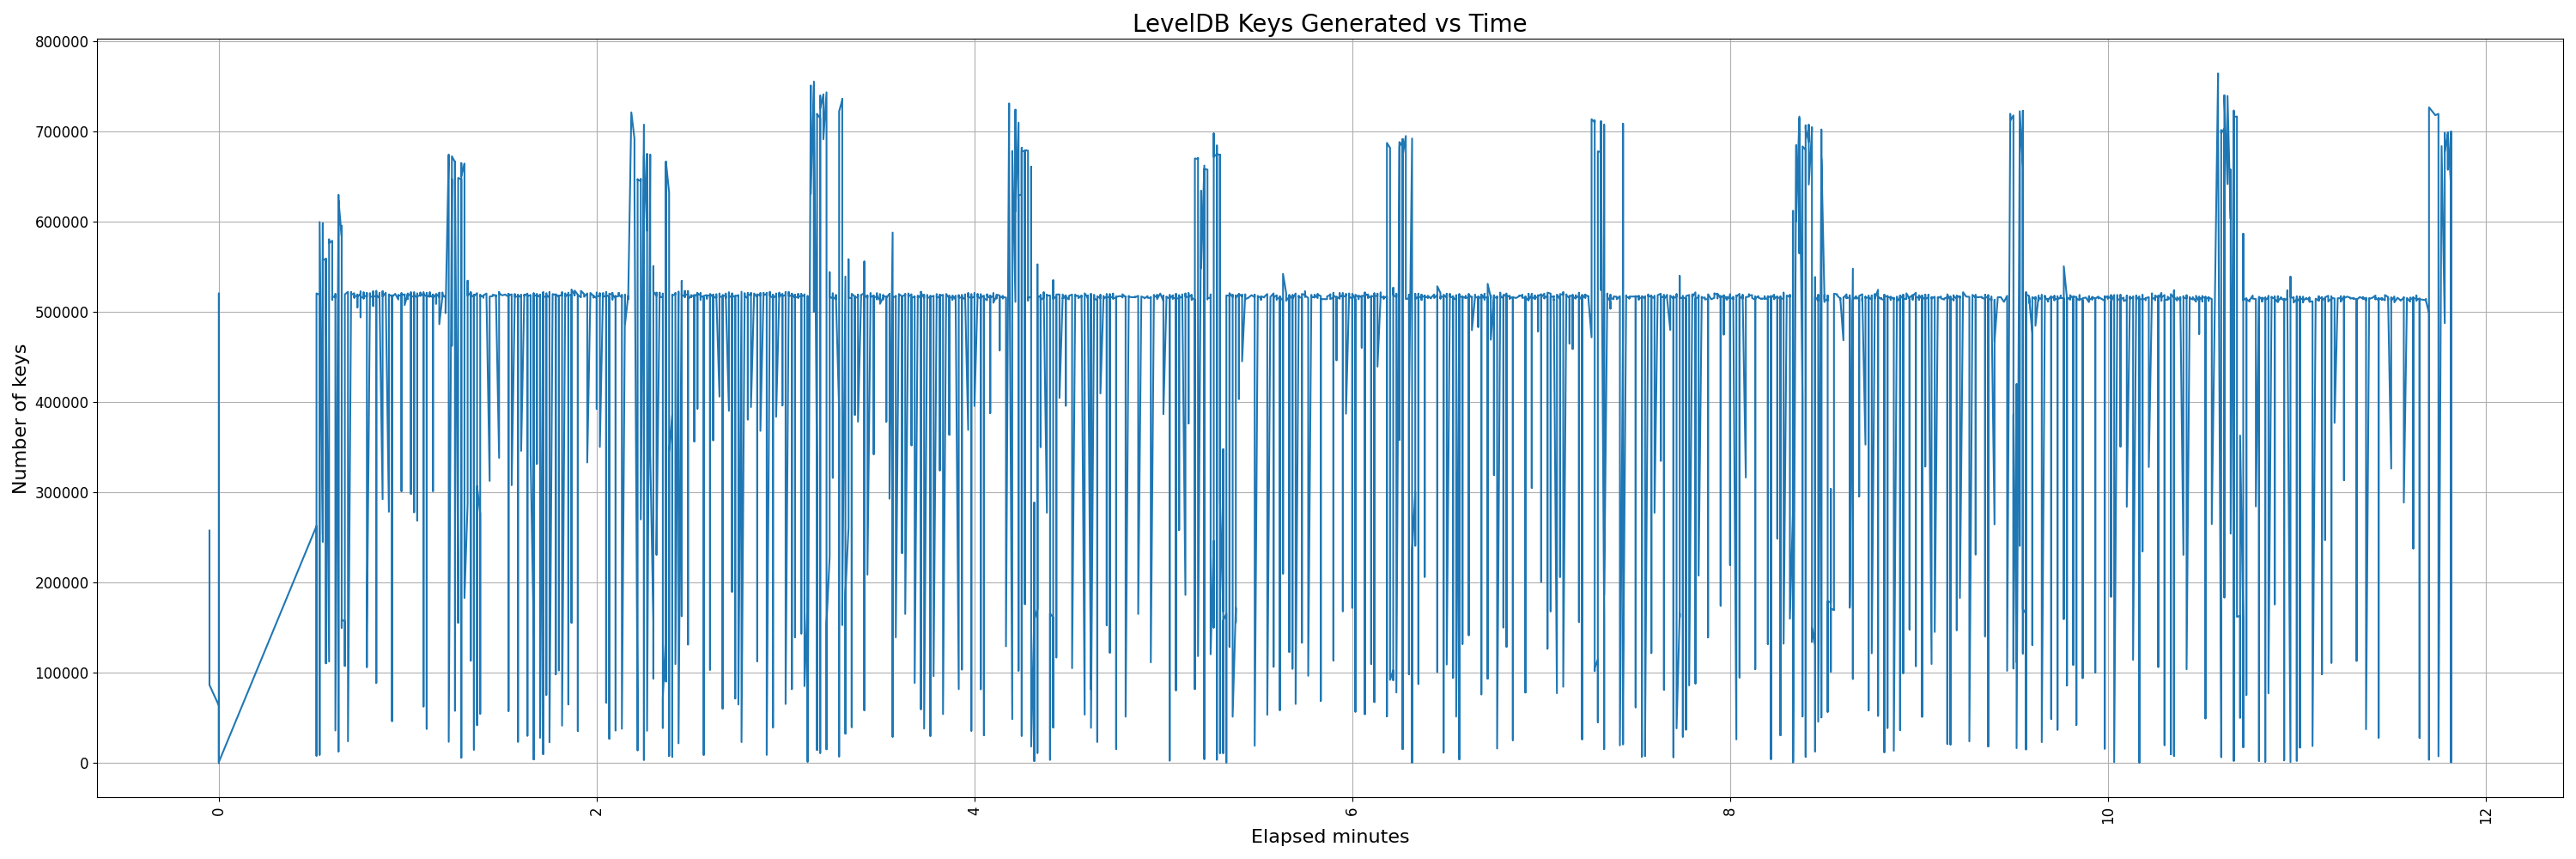 LevelDB Keys Generated vs Time
800000
700000
600000
500000
400000
300000
200000
100000
0
Number of keys
0 2 4 6 8 10 12
Elapsed minutes